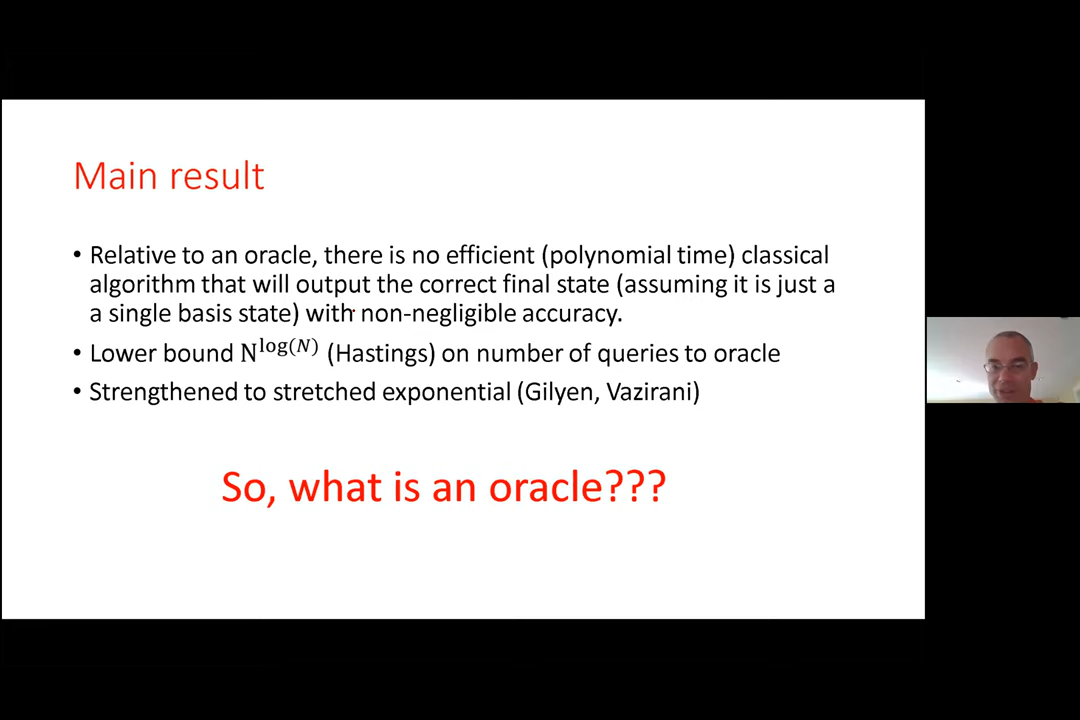 Main result
• Relative to an oracle, there is no efficient (polynomial time) classical
algorithm that will output the correct final state (assuming it is just a
a single basis state) with non-negligible accuracy.
• Lower bound N^log(N) (Hastings) on number of queries to oracle
• Strengthened to stretched exponential (Gilyen, Vazirani)
So, what is an oracle???